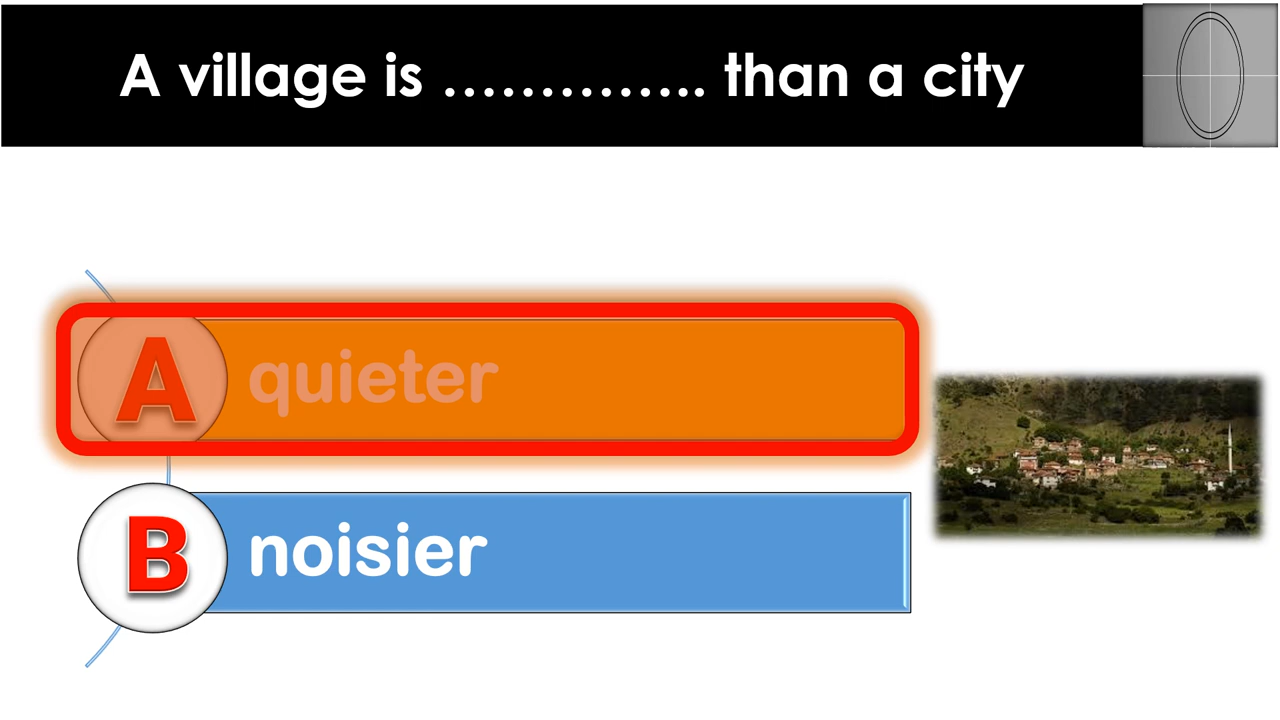 A village is ………….. than a city
A quieter
B noisier